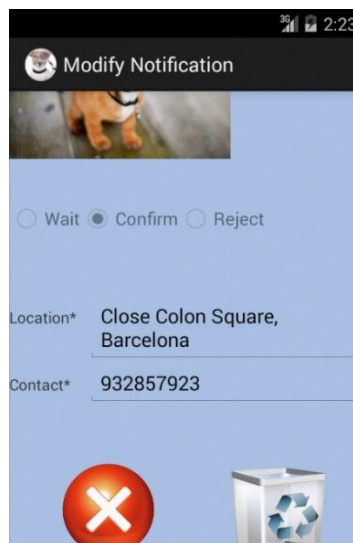 3G 2:23
Modify Notification
Wait Confirm Reject
Location* Close Colon Square,
Barcelona
Contact* 932857923